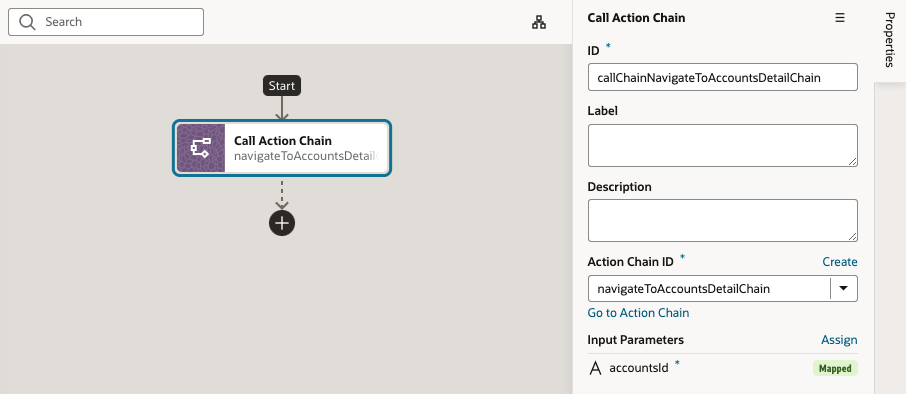 Search
Start
Call Action Chain
navigateToAccountsDetail
Call Action Chain
ID *
callChainNavigateToAccountsDetailChain
Label
Description
Action Chain ID *
Create
navigateToAccountsDetailChain
Go to Action Chain
Input Parameters
Assign
accountsId *
Mapped
Properties